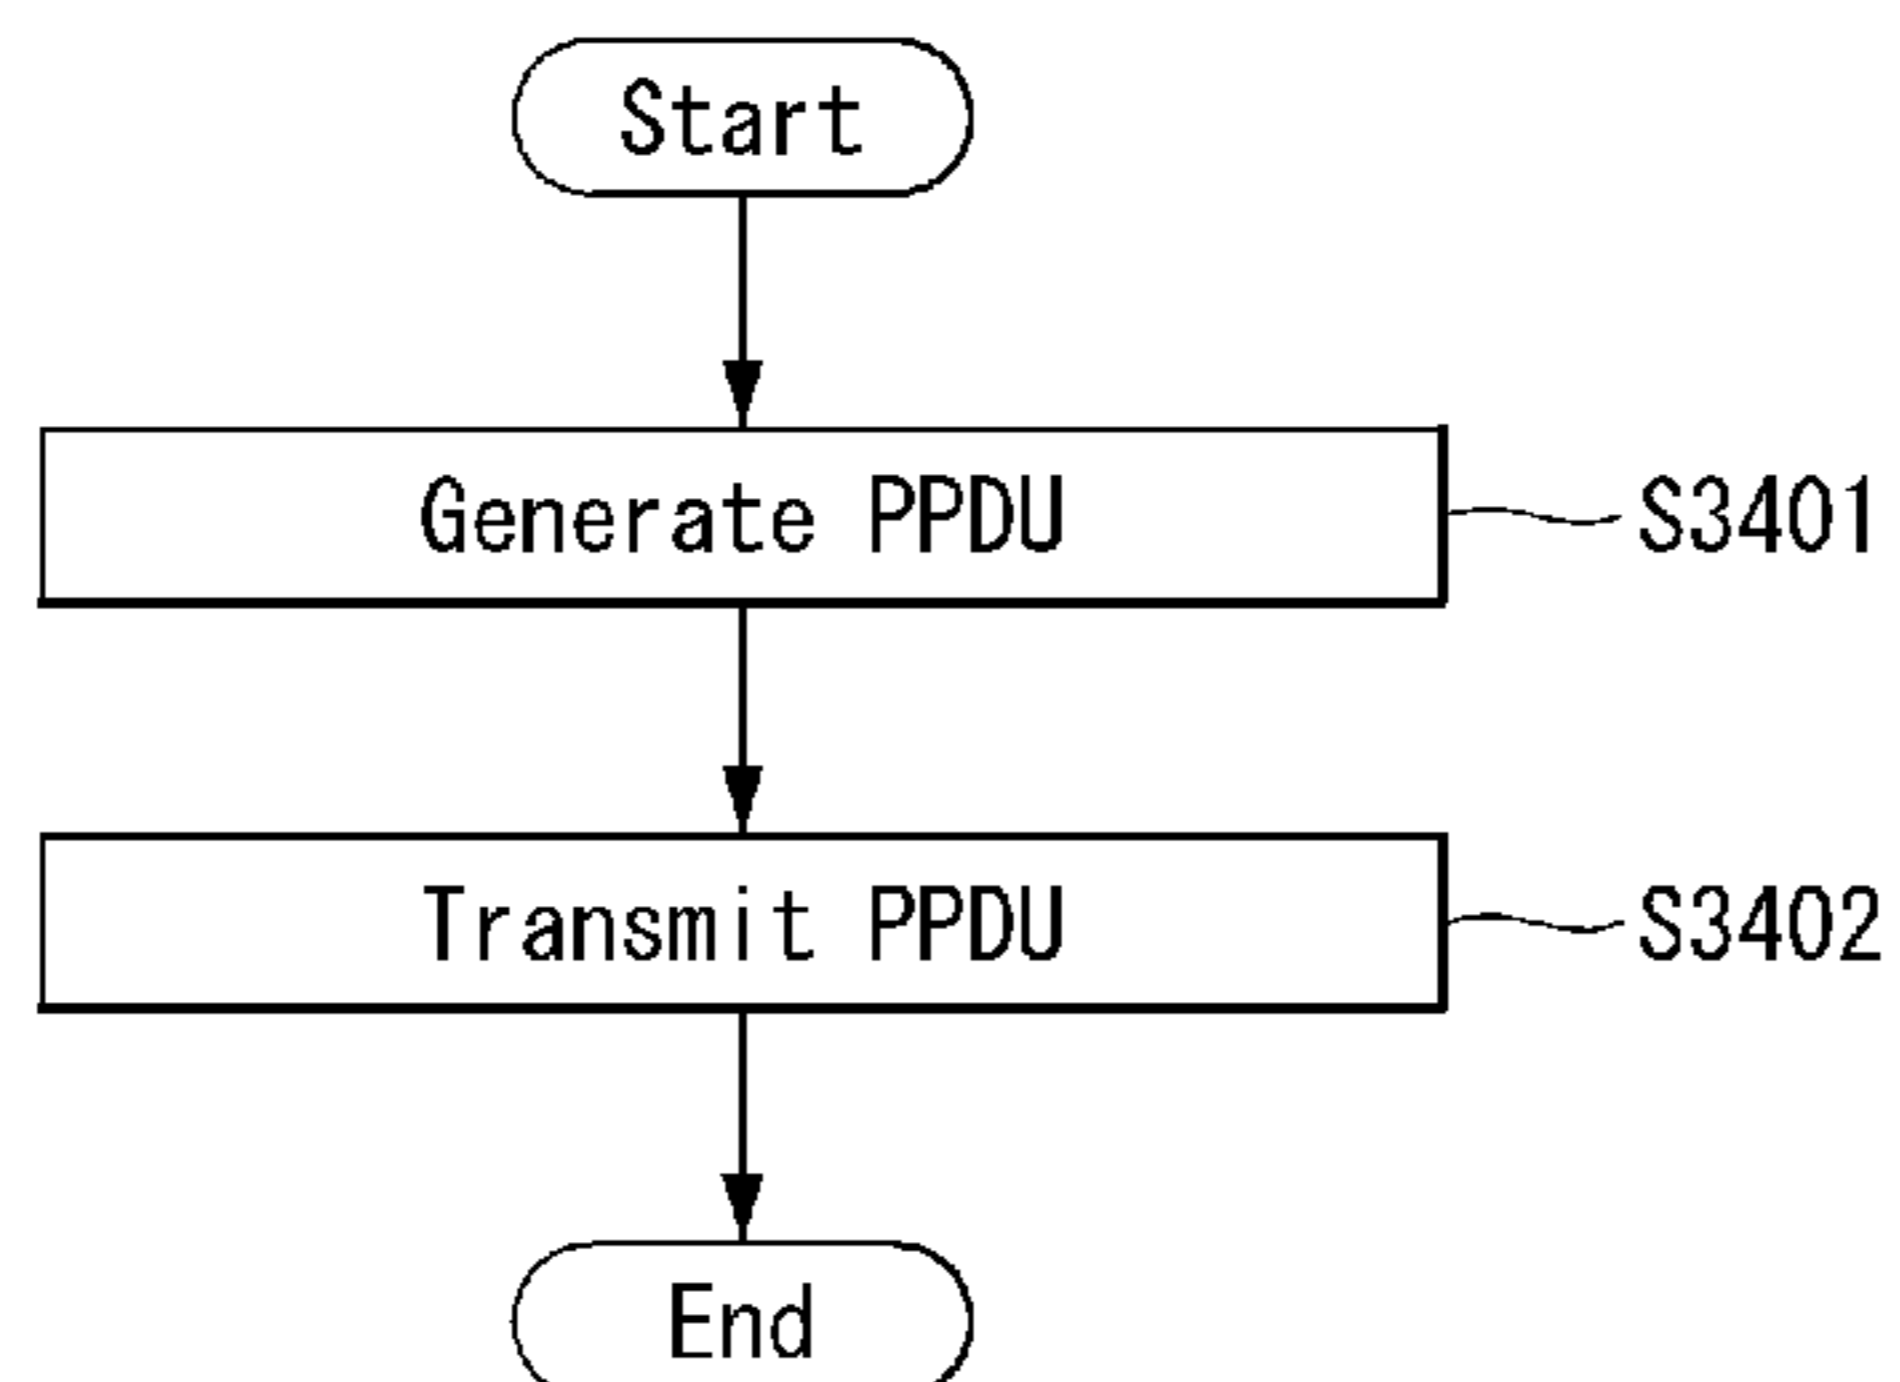 Start
Generate PPDU
S3401
Transmit PPDU
S3402
End